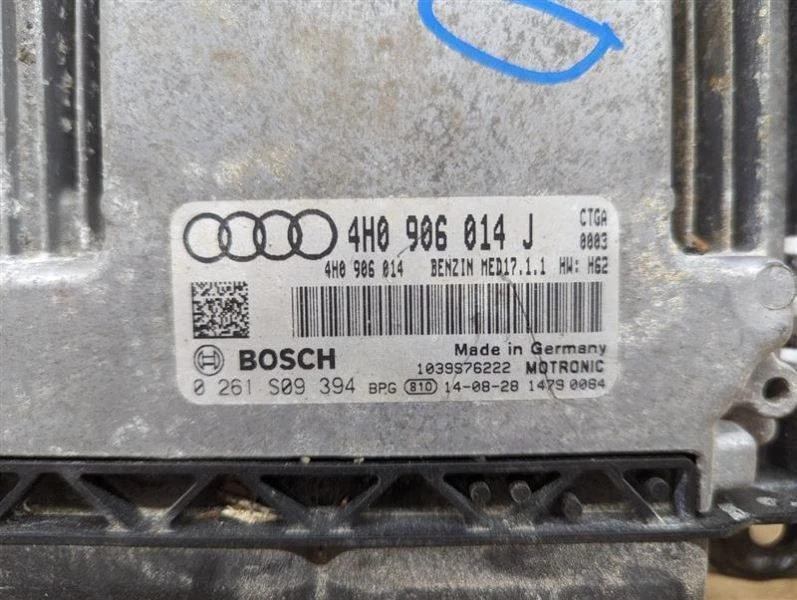 4H0 906 014 J
CTGA
0003
4H0 906 014 BENZIN MED17.1.1 HW: H62
BOSCH
Made in Germany
1039S76222 MOTRONIC
0 261 S09 394 BPG 810 14-08-28 1479 0084